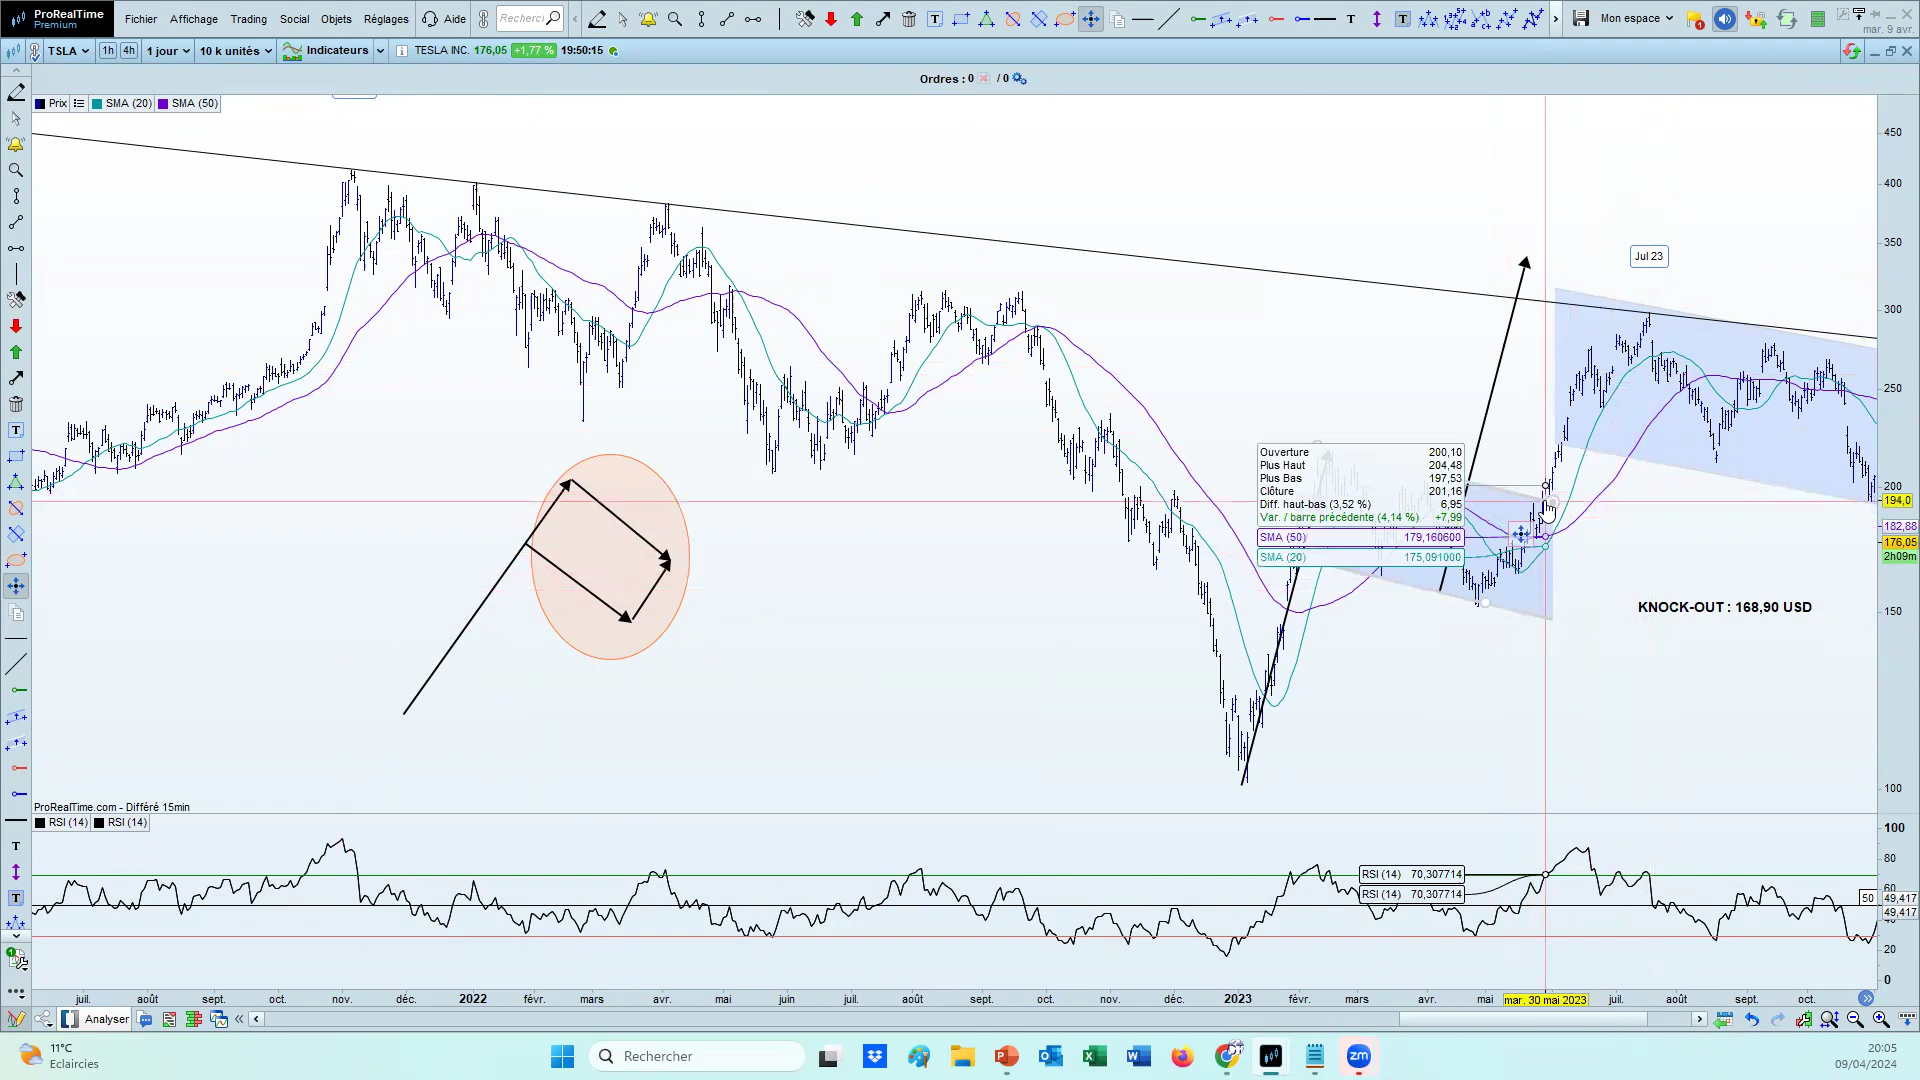 ProRealTime
Premium
Fichier
Affichage
Trading
Social
Objets
Réglages
Aide
Recherc
Mon espace
1
mar. 9 avr.
TSLA
1h
4h
1 jour
10 k unités
Indicateurs
TESLA INC.
176,05
+1,77 %
19:50:15
Ordres : 0 / 0
Prix
SMA (20)
SMA (50)
450
400
350
300
250
200
194,0
182,88
176,05
2h09m
150
100
Jul 23
Ouverture 200,10
Plus Haut 204,48
Plus Bas 197,53
Clôture 201,16
Diff. haut-bas (3,52 %) 6,95
Var. / barre précédente (4,14 %) +7,99
SMA (50) 179,160600
SMA (20) 175,091000
KNOCK-OUT : 168,90 USD
ProRealTime.com - Différé 15min
RSI (14)
RSI (14)
RSI (14) 70,307714
RSI (14) 70,307714
100
80
60
50
49,417
49,417
20
0
juil.
août
sept.
oct.
nov.
déc.
2022
févr.
mars
avr.
mai
juin
juil.
août
sept.
oct.
nov.
déc.
2023
févr.
mars
avr.
mai
mar. 30 mai 2023
juil.
août
sept.
oct.
Analyser
11°C
Eclaircies
Rechercher
zm
20:05
09/04/2024